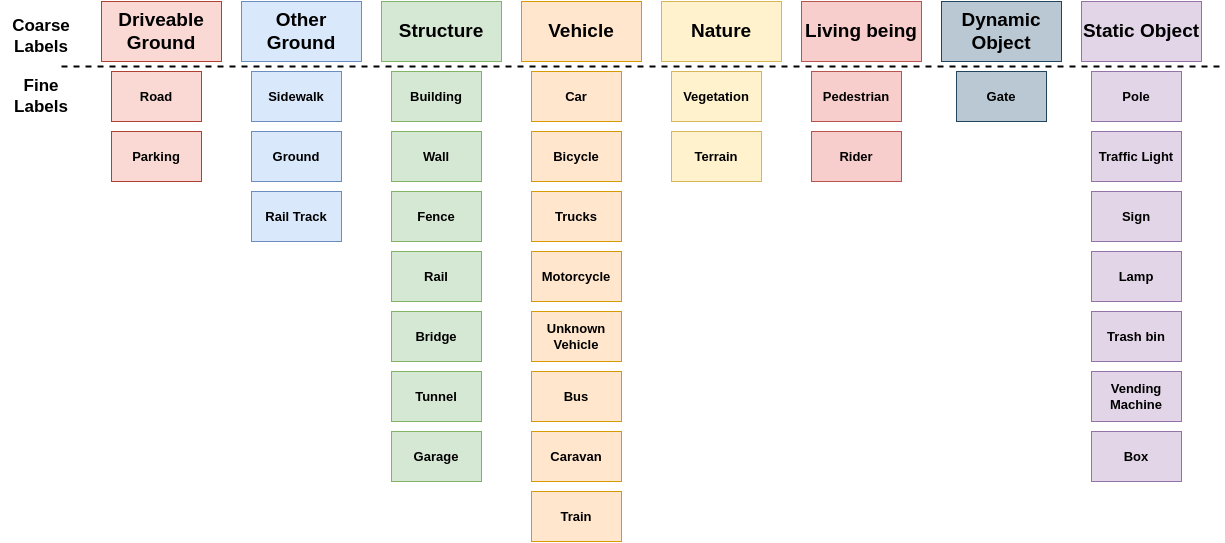 Coarse
Labels
Driveable
Ground
Other
Ground
Structure
Vehicle
Nature
Living being
Dynamic
Object
Static Object
Fine
Labels
Road
Sidewalk
Building
Car
Vegetation
Pedestrian
Gate
Pole
Parking
Ground
Wall
Bicycle
Terrain
Rider
Traffic Light
Rail Track
Fence
Trucks
Sign
Rail
Motorcycle
Lamp
Bridge
Unknown
Vehicle
Trash bin
Tunnel
Bus
Vending
Machine
Garage
Caravan
Box
Train